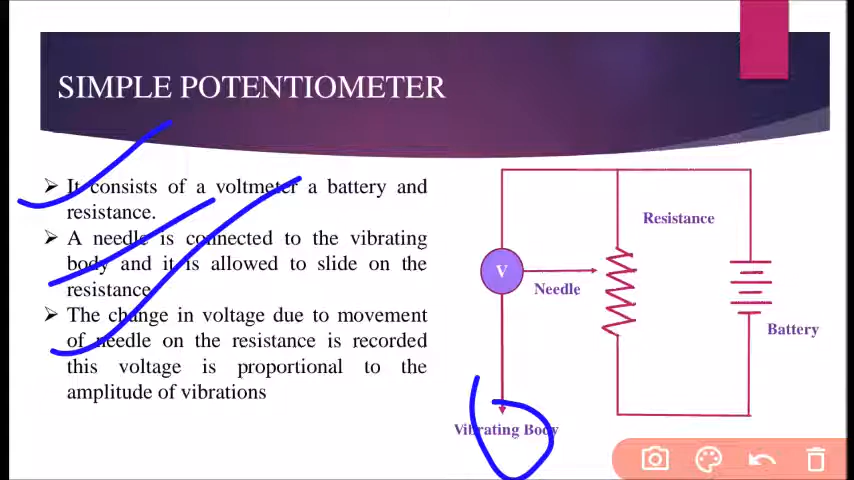 SIMPLE POTENTIOMETER
➢ It consists of a voltmeter a battery and
resistance.
➢ A needle is connected to the vibrating
body and it is allowed to slide on the
resistance
➢ The change in voltage due to movement
of needle on the resistance is recorded
this voltage is proportional to the
amplitude of vibrations
Resistance
V
Needle
Battery
Vibrating Body